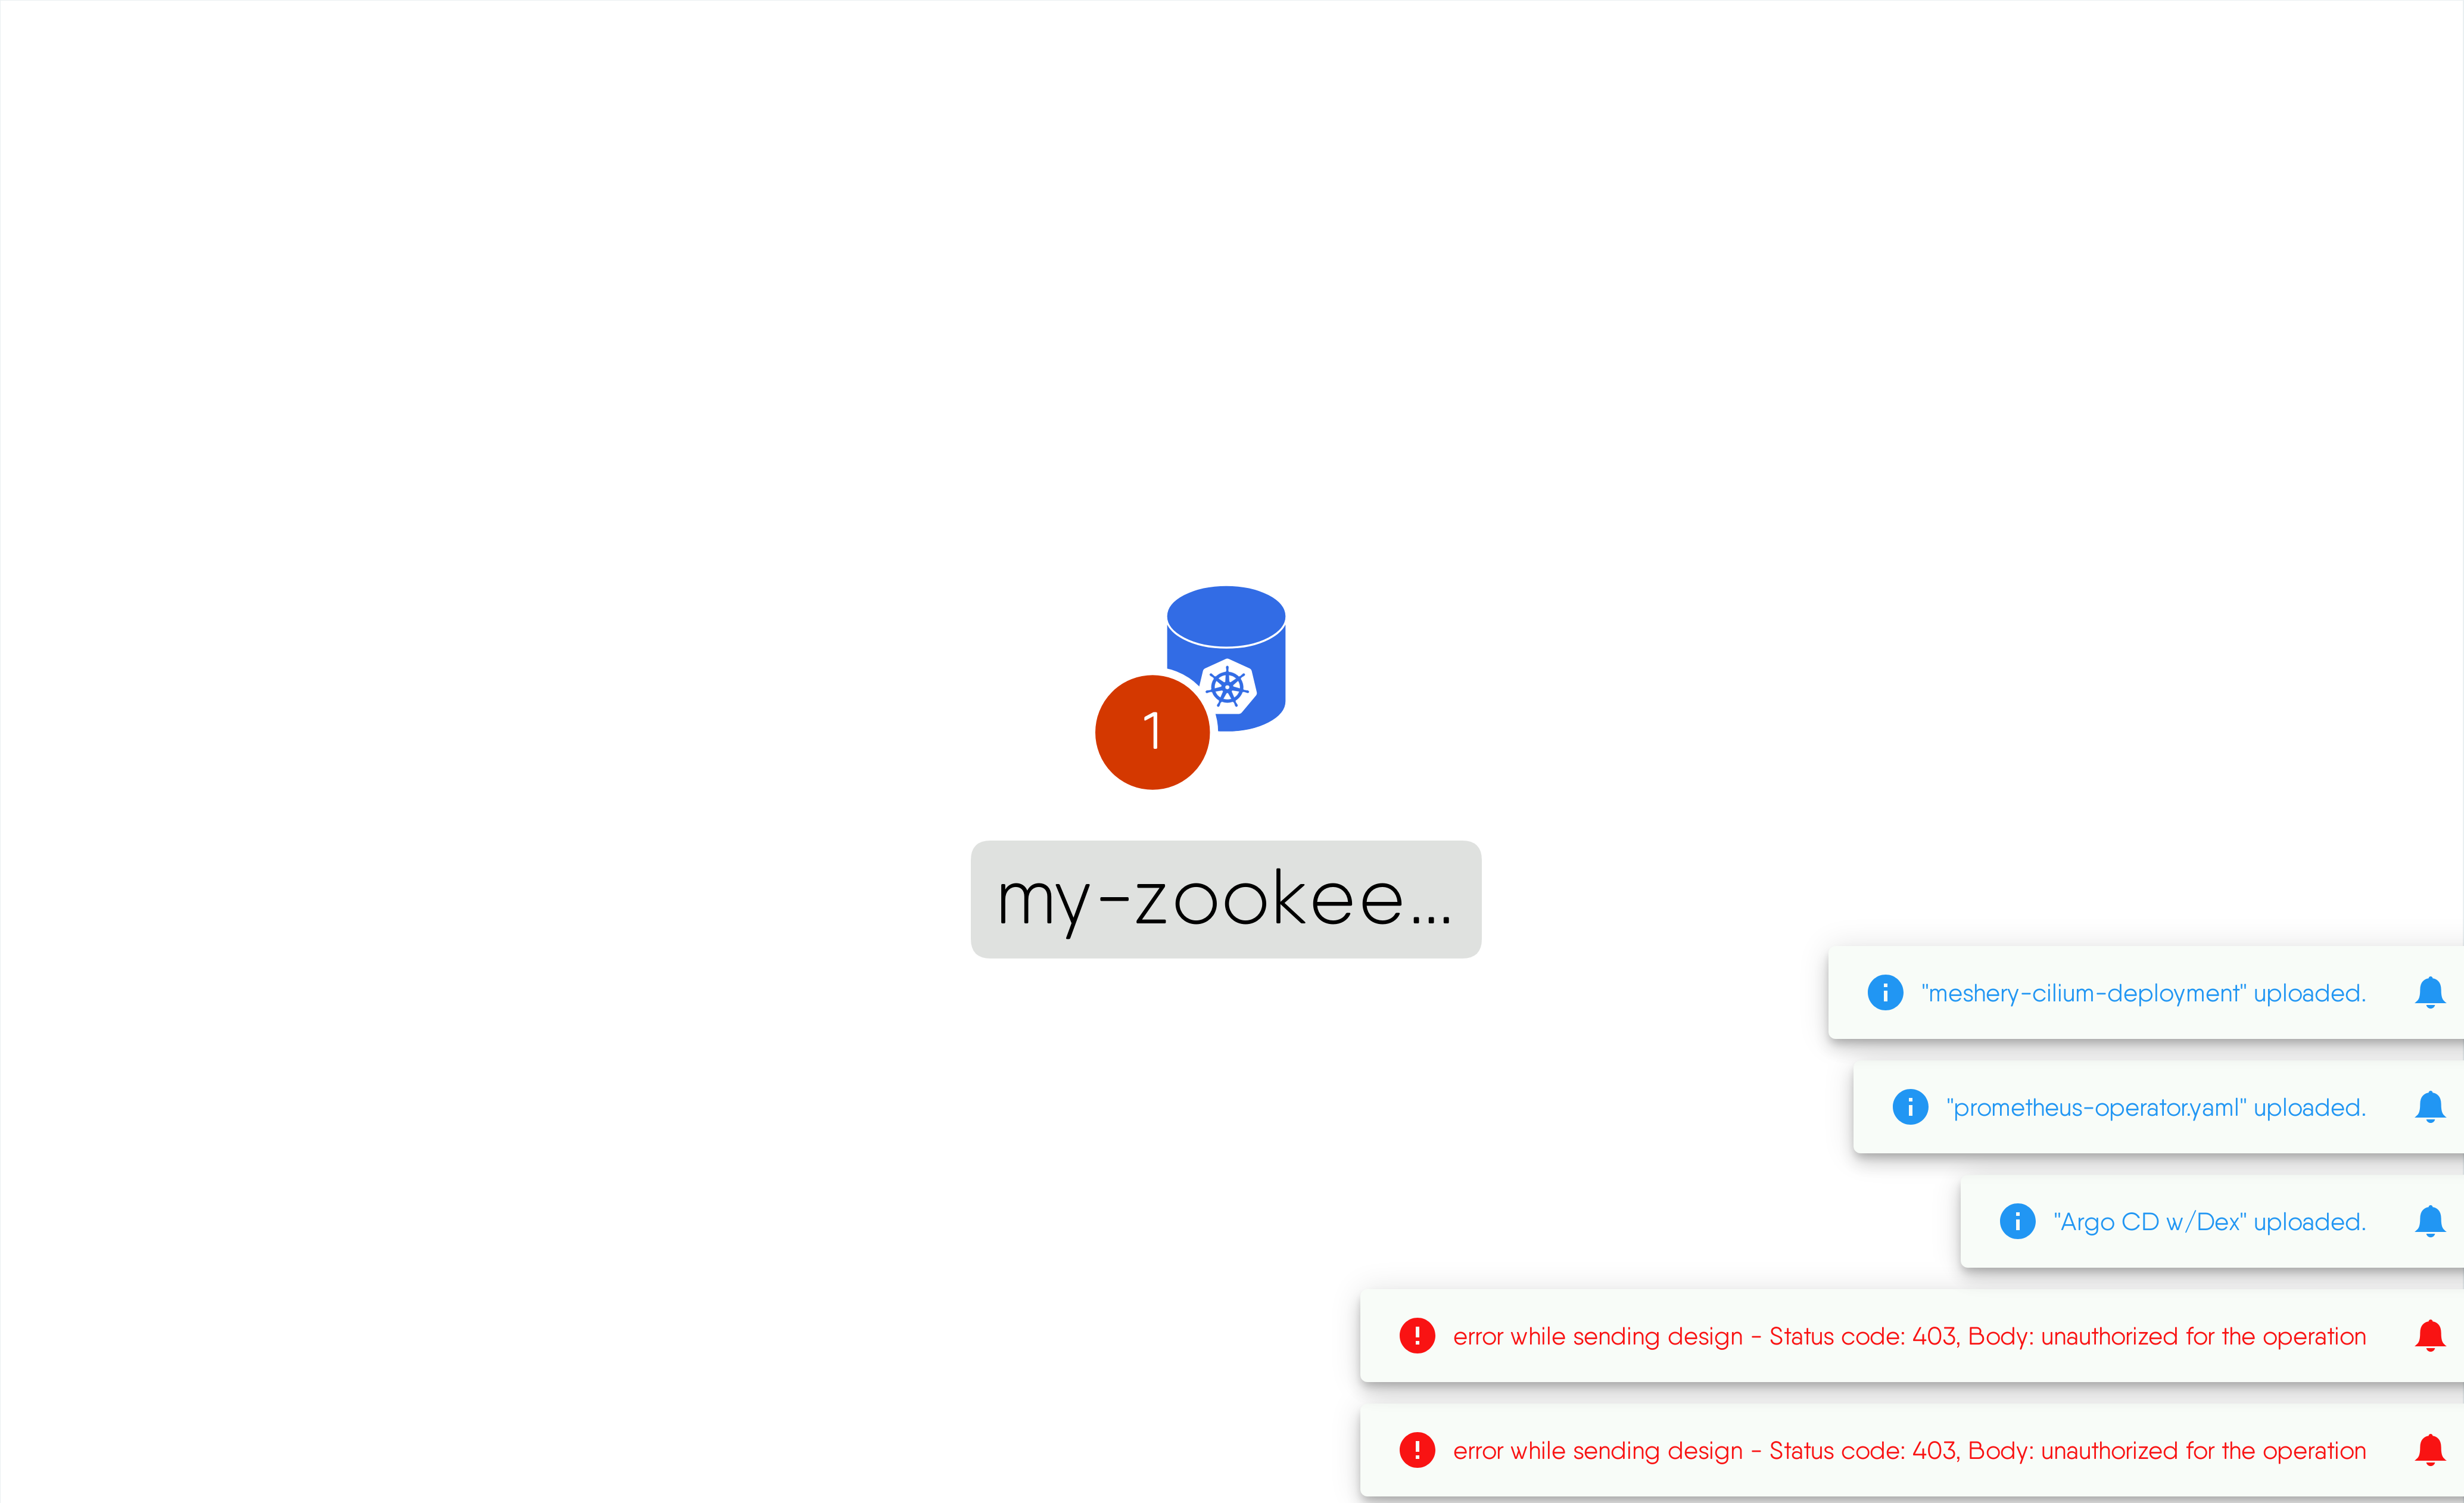 1
my-zookee...
"meshery-cilium-deployment" uploaded.
"prometheus-operator.yaml" uploaded.
"Argo CD w/Dex" uploaded.
error while sending design - Status code: 403, Body: unauthorized for the operation
error while sending design - Status code: 403, Body: unauthorized for the operation